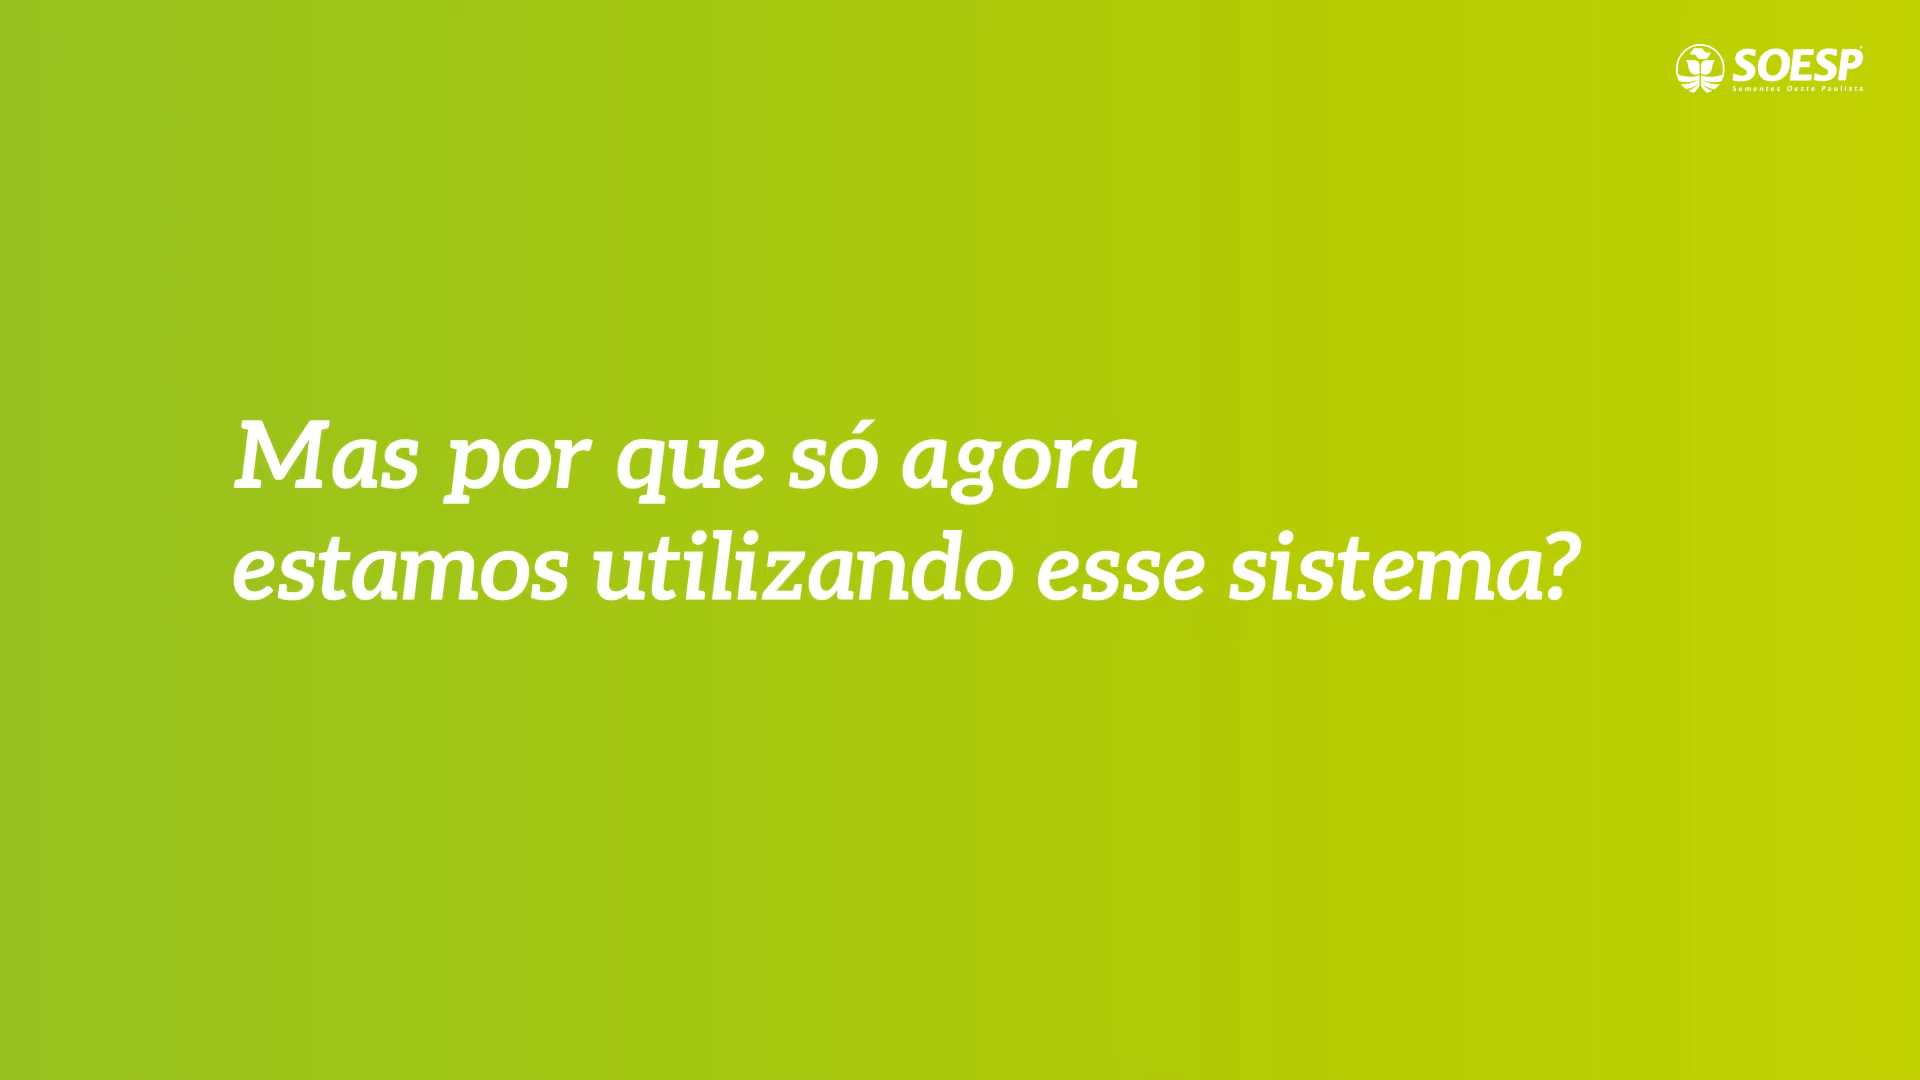 SOESP
Sementes Oeste Paulista
Mas por que só agora
estamos utilizando esse sistema?